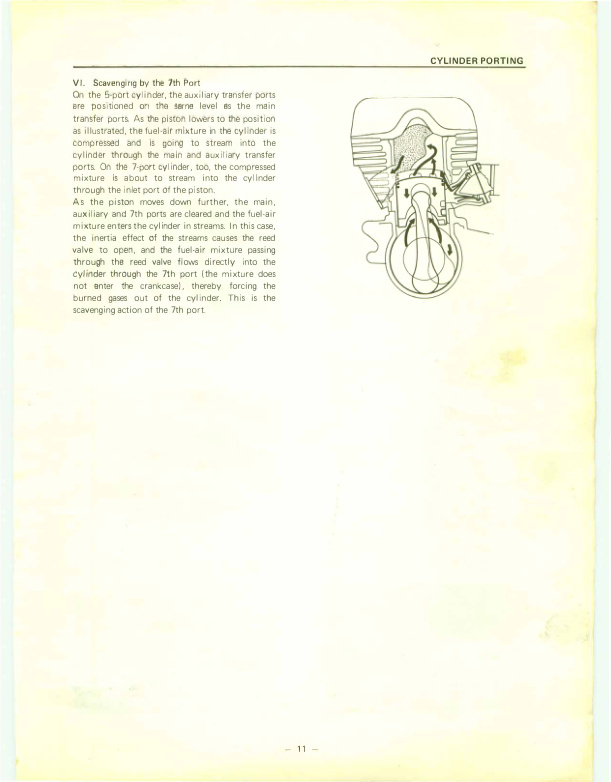 CYLINDER PORTING
VI. Scavenging by the 7th Port
On the 5-port cylinder, the auxiliary transfer ports
are positioned on the same level as the main
transfer ports. As the piston lowers to the position
as illustrated, the fuel-air mixture in the cylinder is
compressed and is going to stream into the
cylinder through the main and auxiliary transfer
ports. On the 7-port cylinder, too, the compressed
mixture is about to stream into the cylinder
through the inlet port of the piston.
As the piston moves down further, the main,
auxiliary and 7th ports are cleared and the fuel-air
mixture enters the cylinder in streams. In this case,
the inertia effect of the streams causes the reed
valve to open, and the fuel-air mixture passing
through the reed valve flows directly into the
cylinder through the 7th port (the mixture does
not enter the crankcase), thereby forcing the
burned gases out of the cylinder. This is the
scavenging action of the 7th port.
– 11 –